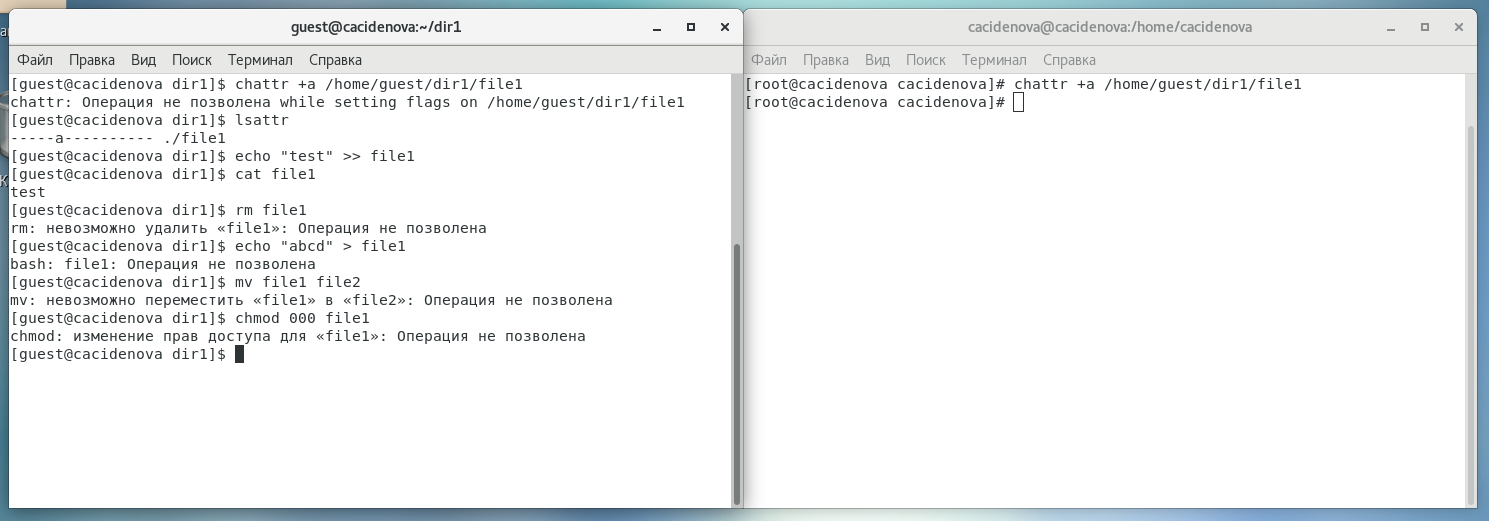 guest@cacidenova:~/dir1
Файл Правка Вид Поиск Терминал Справка
[guest@cacidenova dir1]$ chattr +a /home/guest/dir1/file1
chattr: Операция не позволена while setting flags on /home/guest/dir1/file1
[guest@cacidenova dir1]$ lsattr
-----a---------- ./file1
[guest@cacidenova dir1]$ echo "test" >> file1
[guest@cacidenova dir1]$ cat file1
test
[guest@cacidenova dir1]$ rm file1
rm: невозможно удалить «file1»: Операция не позволена
[guest@cacidenova dir1]$ echo "abcd" > file1
bash: file1: Операция не позволена
[guest@cacidenova dir1]$ mv file1 file2
mv: невозможно переместить «file1» в «file2»: Операция не позволена
[guest@cacidenova dir1]$ chmod 000 file1
chmod: изменение прав доступа для «file1»: Операция не позволена
[guest@cacidenova dir1]$
cacidenova@cacidenova:/home/cacidenova
Файл Правка Вид Поиск Терминал Справка
[root@cacidenova cacidenova]# chattr +a /home/guest/dir1/file1
[root@cacidenova cacidenova]#